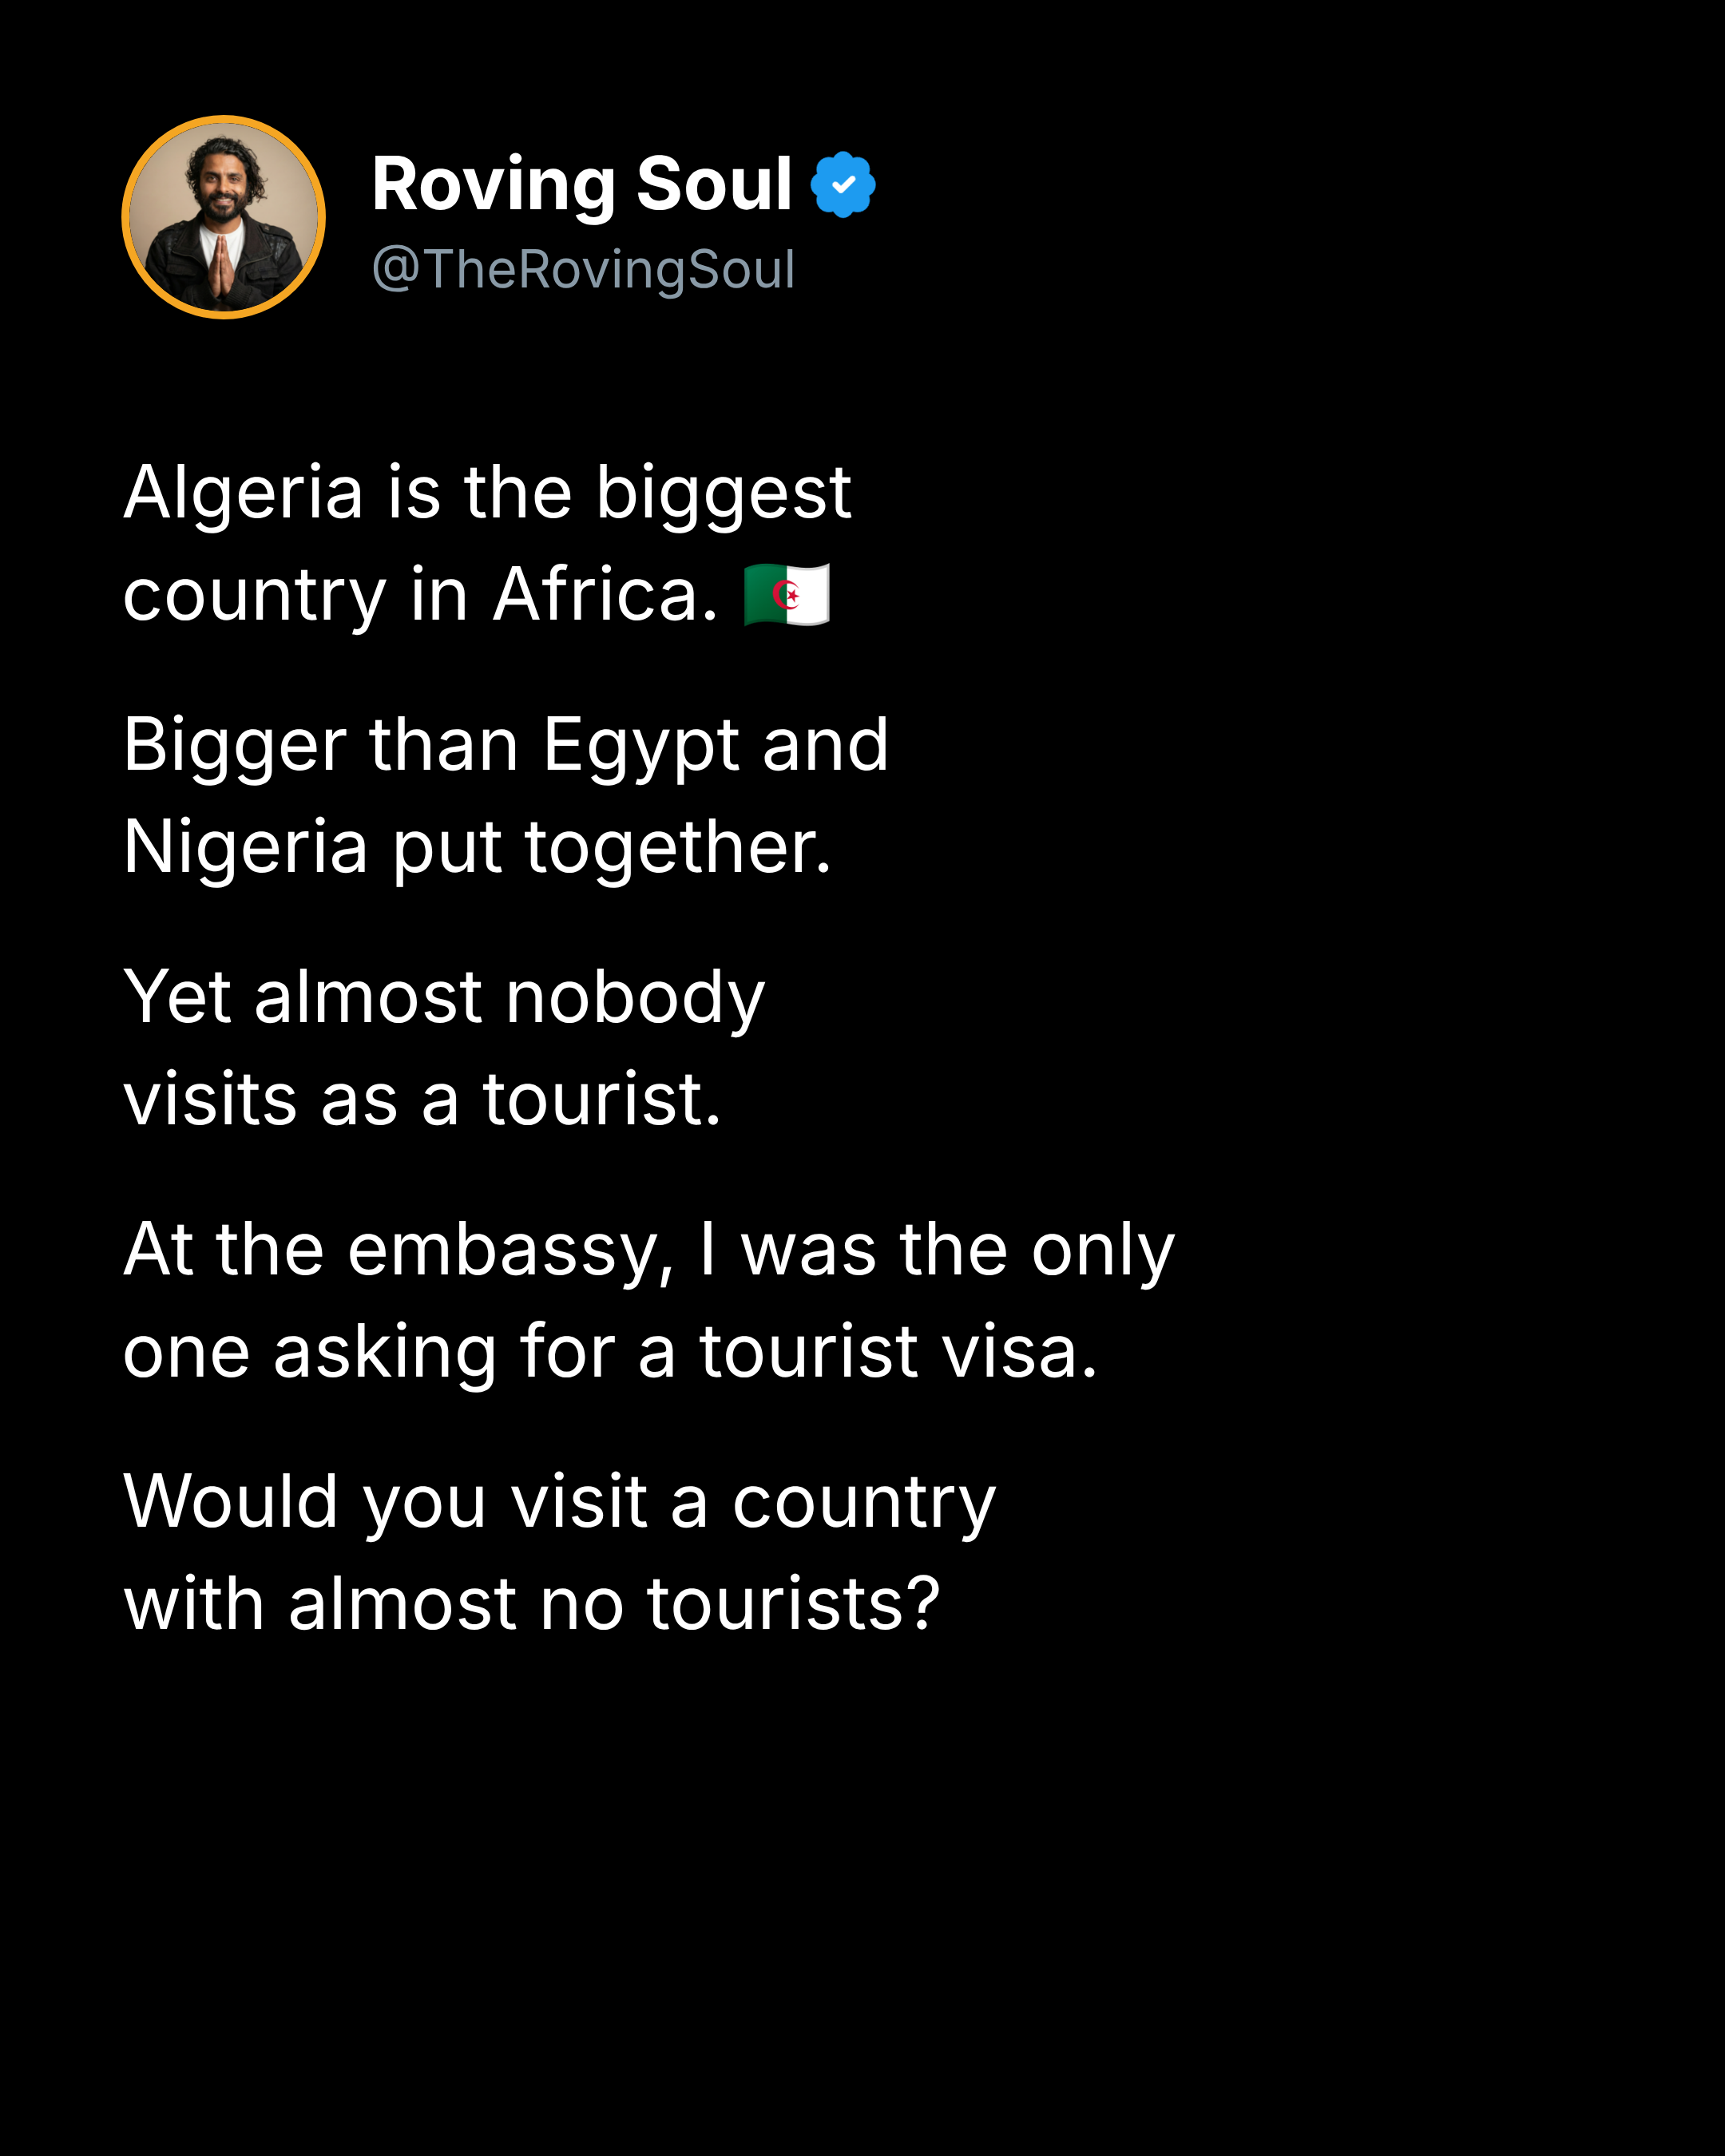 Roving Soul
@TheRovingSoul
Algeria is the biggest
country in Africa. 🇩🇿
Bigger than Egypt and
Nigeria put together.
Yet almost nobody
visits as a tourist.
At the embassy, I was the only
one asking for a tourist visa.
Would you visit a country
with almost no tourists?